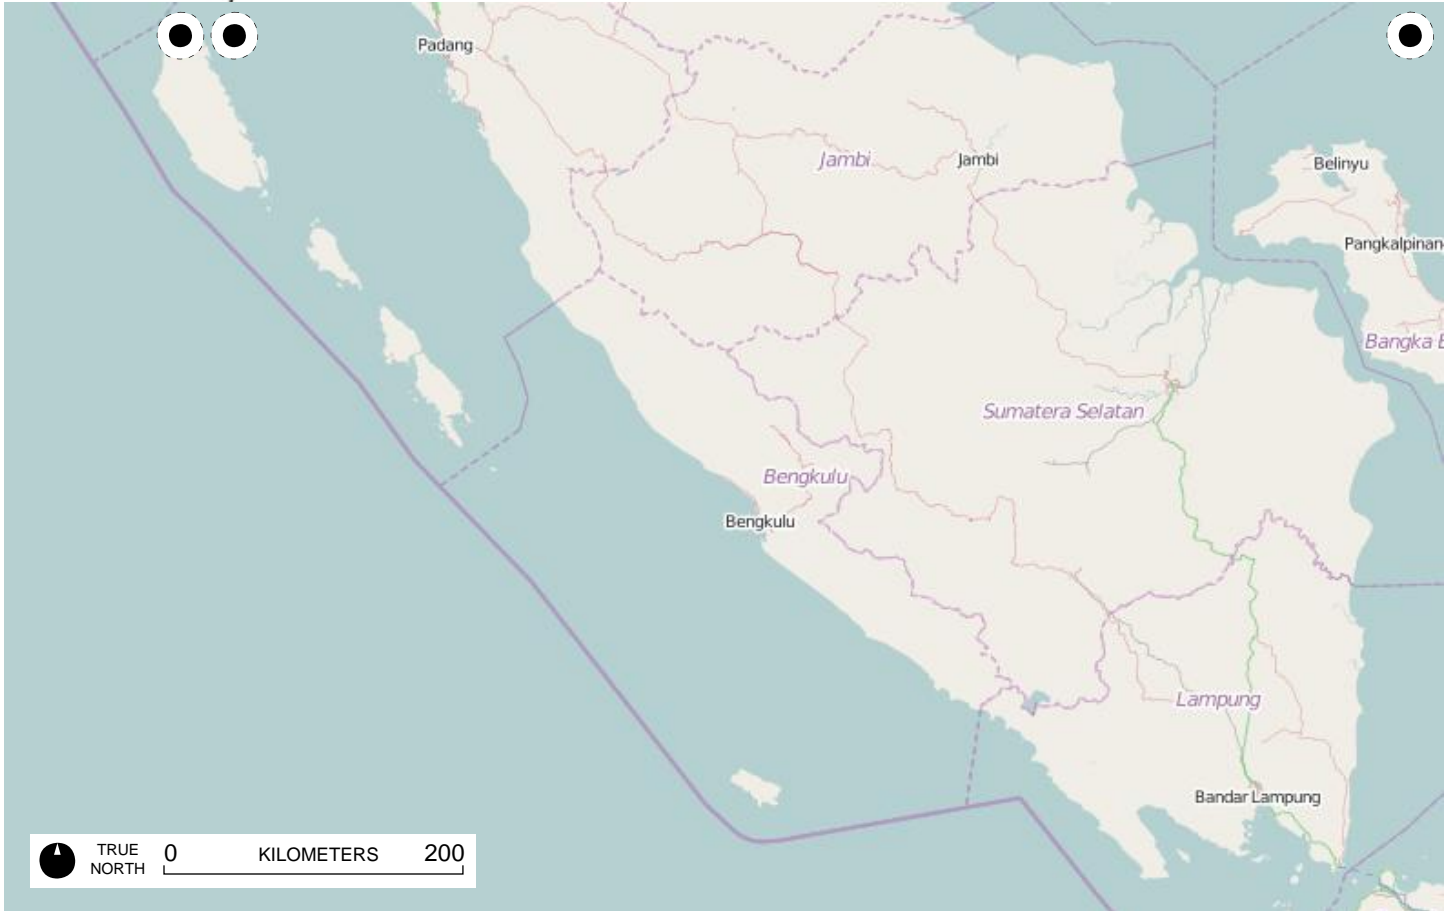 Padang
Jambi
Jambi
Belinyu
Pangkalpinan
Bangka B
Sumatera Selatan
Bengkulu
Bengkulu
Lampung
Bandar Lampung
TRUE
NORTH
0 KILOMETERS 200